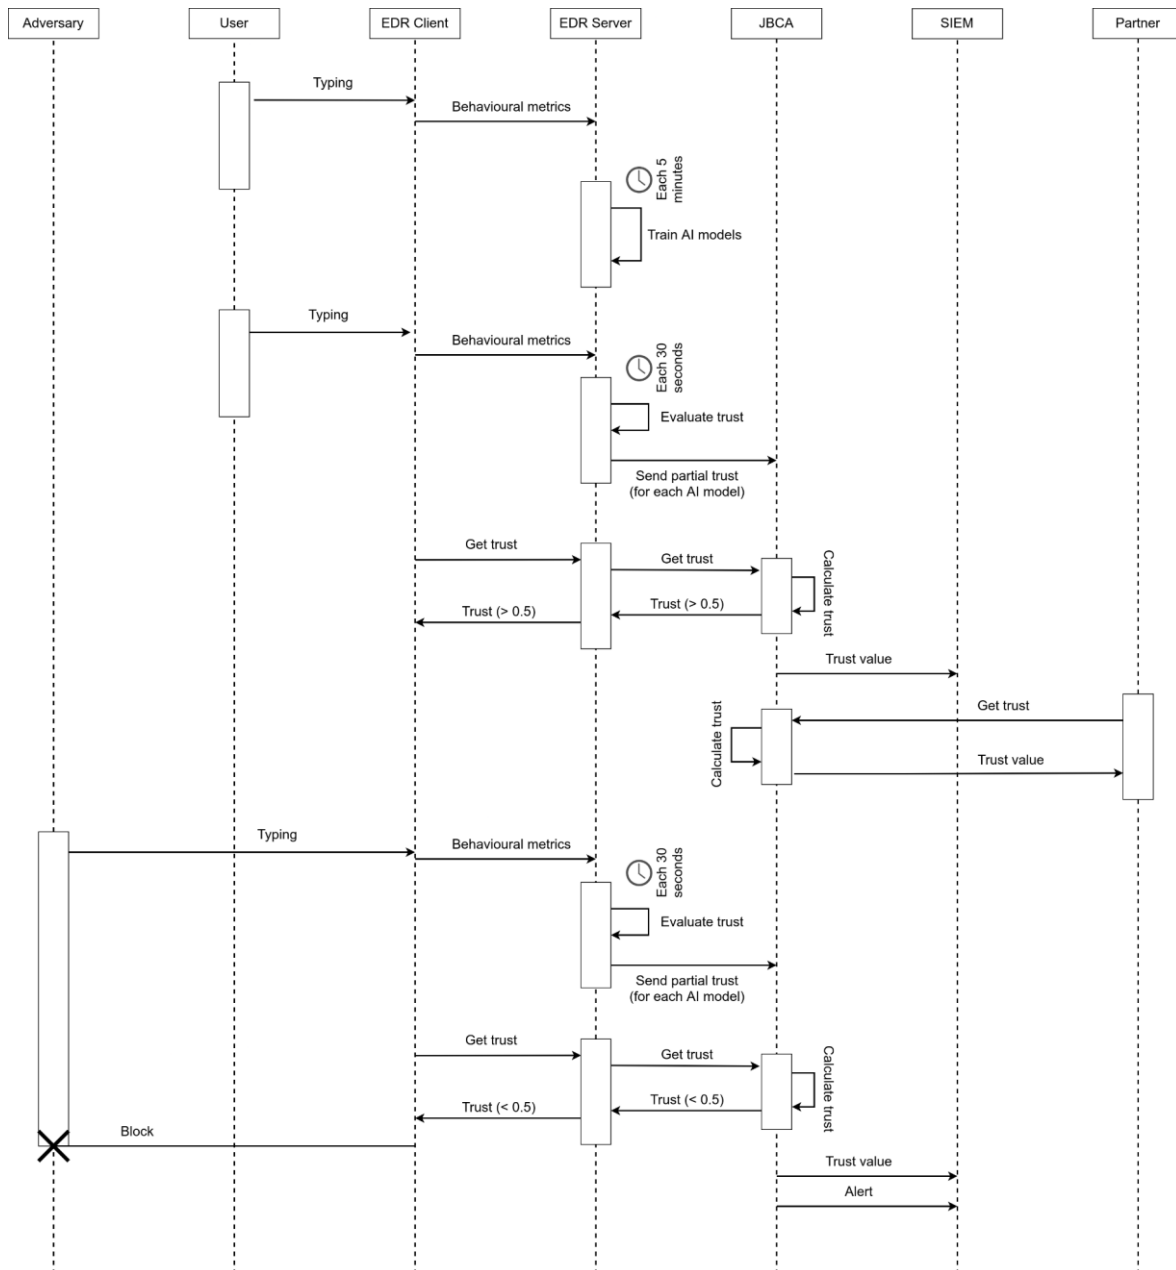 Adversary
User
EDR Client
EDR Server
JBCA
SIEM
Partner
Typing
Behavioural metrics
Each 5
minutes
Train AI models
Typing
Behavioural metrics
Each 30
seconds
Evaluate trust
Send partial trust
(for each AI model)
Get trust
Get trust
Calculate trust
Trust (> 0.5)
Trust (> 0.5)
Trust value
Get trust
Calculate trust
Trust value
Typing
Behavioural metrics
Each 30
seconds
Evaluate trust
Send partial trust
(for each AI model)
Get trust
Get trust
Calculate trust
Trust (< 0.5)
Trust (< 0.5)
Block
Trust value
Alert